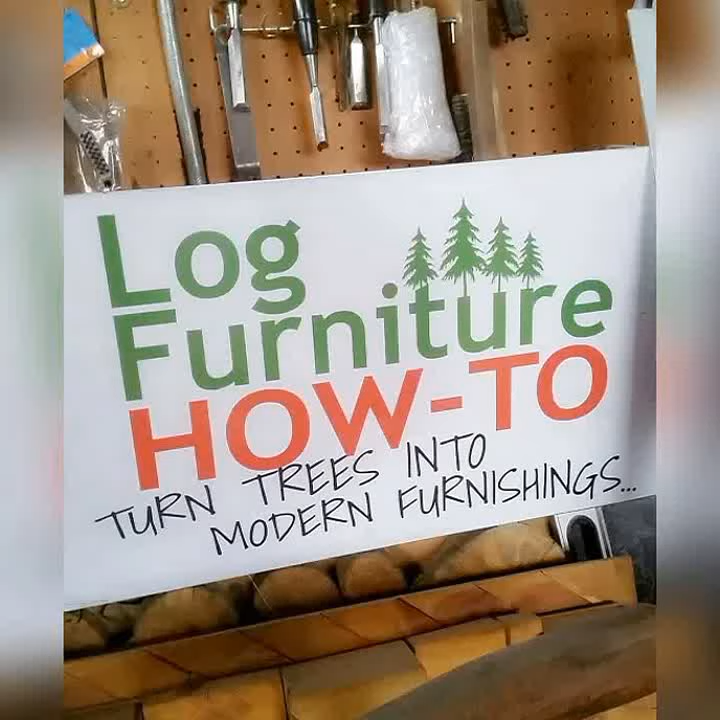 Log
Furniture
HOW-TO
TURN TREES INTO
MODERN FURNISHINGS...